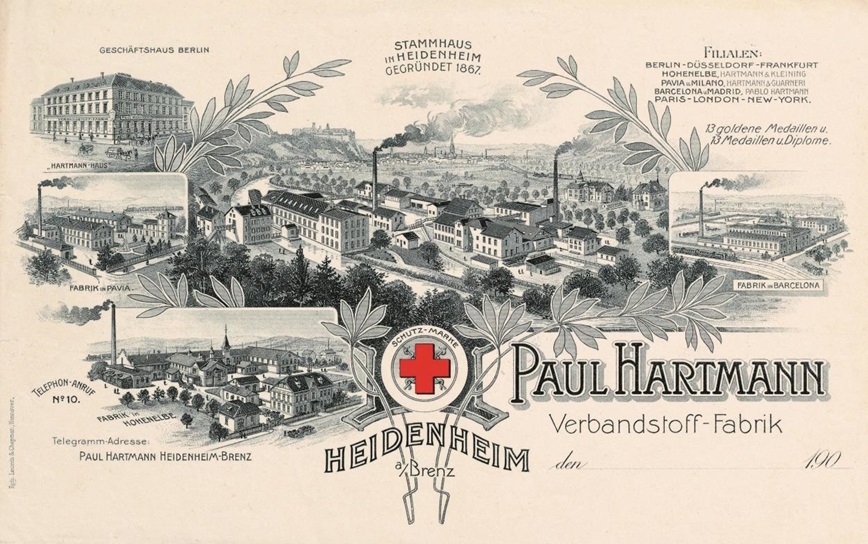 GESCHÄFTSHAUS BERLIN
„HARTMANN-HAUS"
STAMMHAUS
IN HEIDENHEIM
GEGRÜNDET 1867.
FILIALEN:
BERLIN-DÜSSELDORF-FRANKFURT
HOHENELBE, HARTMANN & KLEINING
PAVIA u. MILANO, HARTMANN & GUARNERI
BARCELONA u. MADRID, PABLO HARTMANN
PARIS-LONDON-NEW-YORK.
13 goldene Medaillen u.
13 Medaillen u. Diplome.
FABRIK IN PAVIA.
FABRIK IN BARCELONA
TELEPHON-ANRUF
No 10.
FABRIK in HOHENELBE
Telegramm-Adresse:
PAUL HARTMANN HEIDENHEIM-BRENZ
SCHUTZ-MARKE
HEIDENHEIM
a/Brenz
PAUL HARTMANN
Verbandstoff-Fabrik
den 190